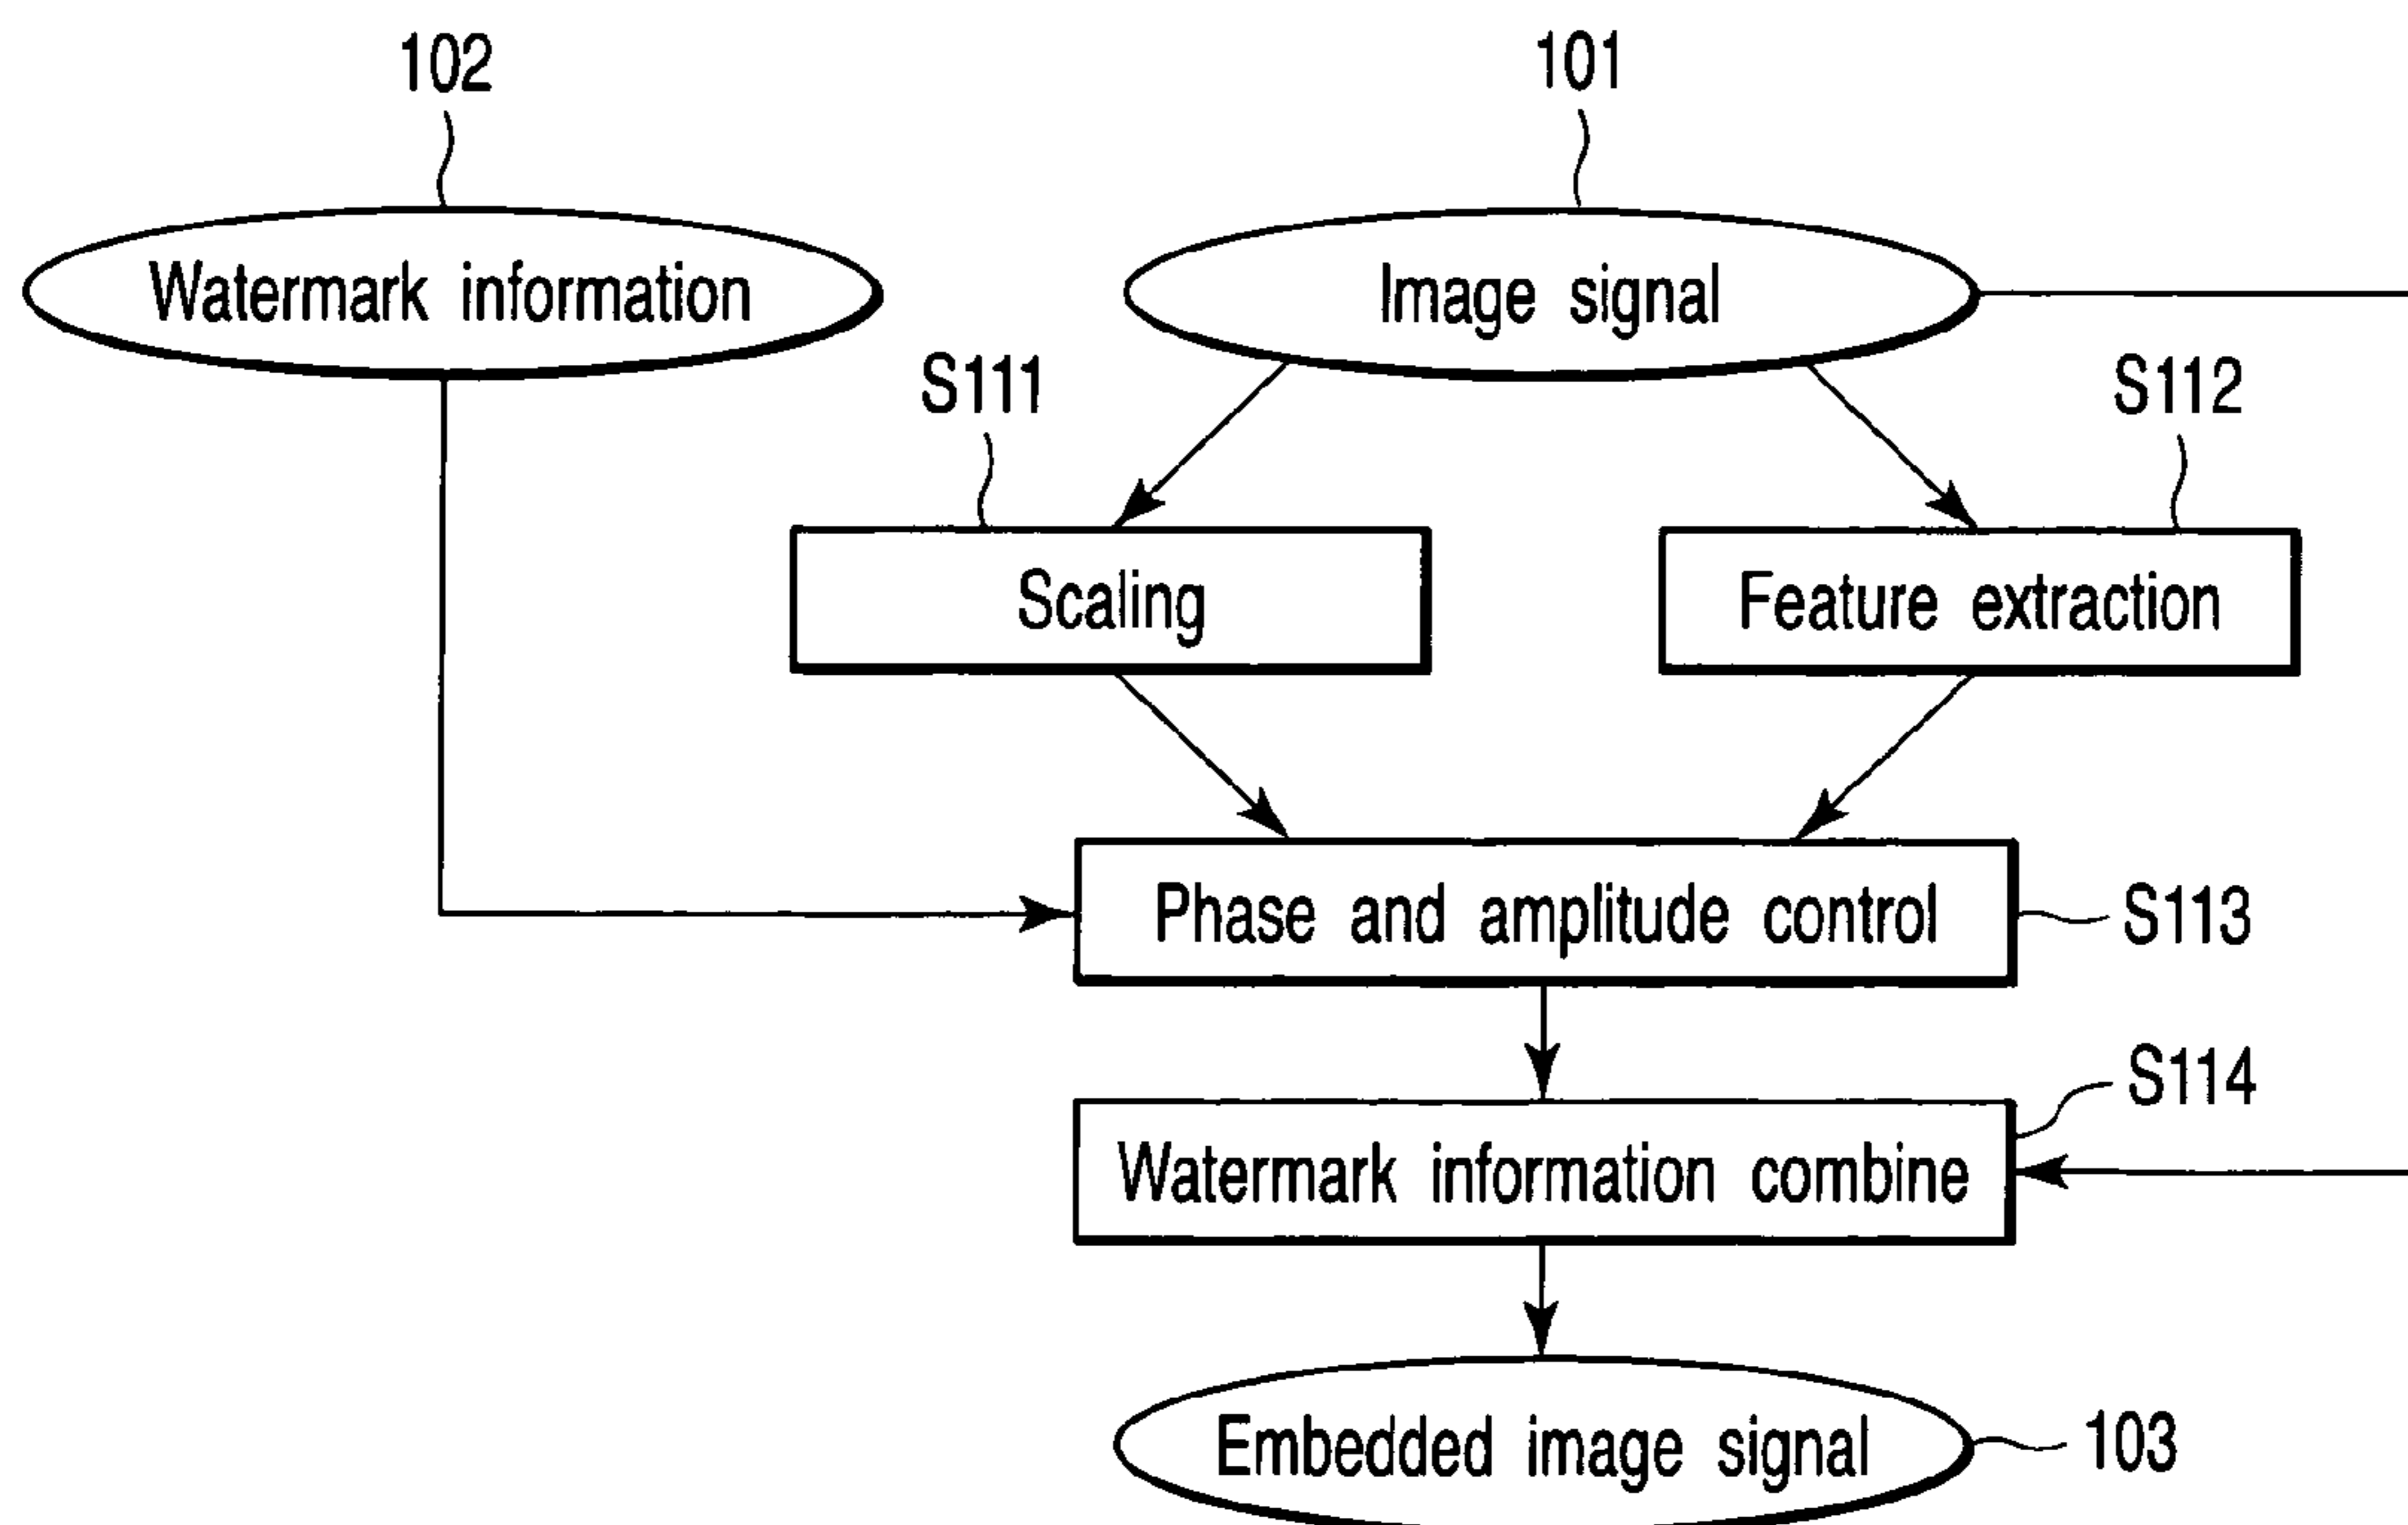 102
101
Watermark information
Image signal
S111
S112
Scaling
Feature extraction
Phase and amplitude control
S113
S114
Watermark information combine
Embedded image signal
103